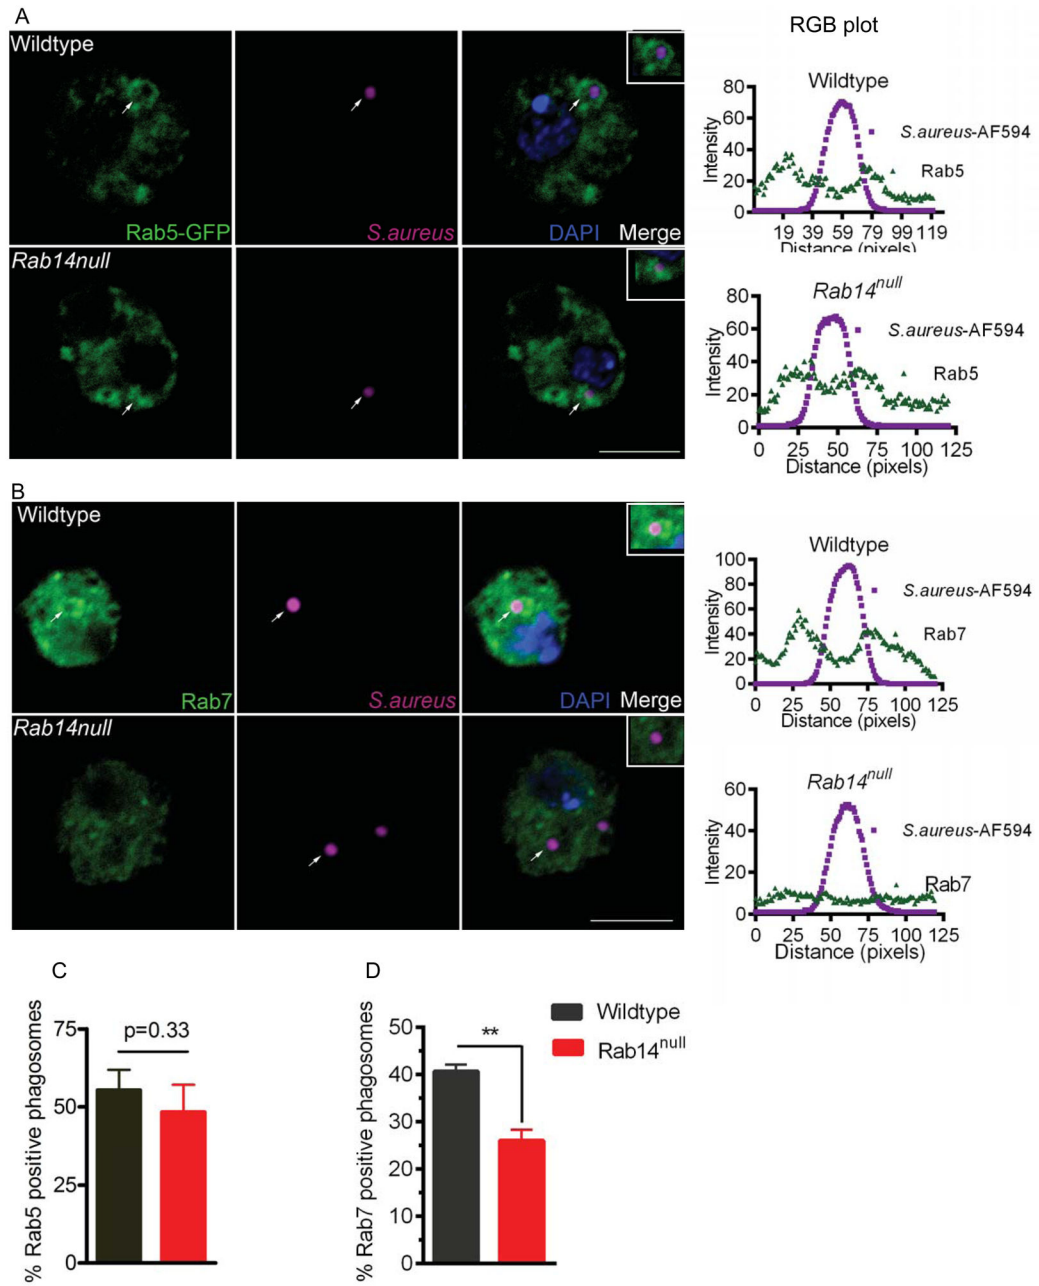 A
RGB plot
Wildtype
Rab5-GFP
S.aureus
DAPI
Merge
Rab14null
Wildtype
Intensity
80
60
40
20
0
S.aureus-AF594
Rab5
19 39 59 79 99 119
Distance (pixels)
Rab14null
Intensity
80
60
40
20
0
S.aureus-AF594
Rab5
0 25 50 75 100 125
Distance (pixels)
B
Wildtype
Rab7
S.aureus
DAPI
Merge
Rab14null
Wildtype
Intensity
100
80
60
40
20
0
S.aureus-AF594
Rab7
0 25 50 75 100 125
Distance (pixels)
Rab14null
Intensity
60
40
20
0
S.aureus-AF594
Rab7
0 25 50 75 100 125
Distance (pixels)
C
% Rab5 positive phagosomes
75
50
25
0
p=0.33
D
% Rab7 positive phagosomes
50
40
30
20
10
0
**
Wildtype
Rab14null